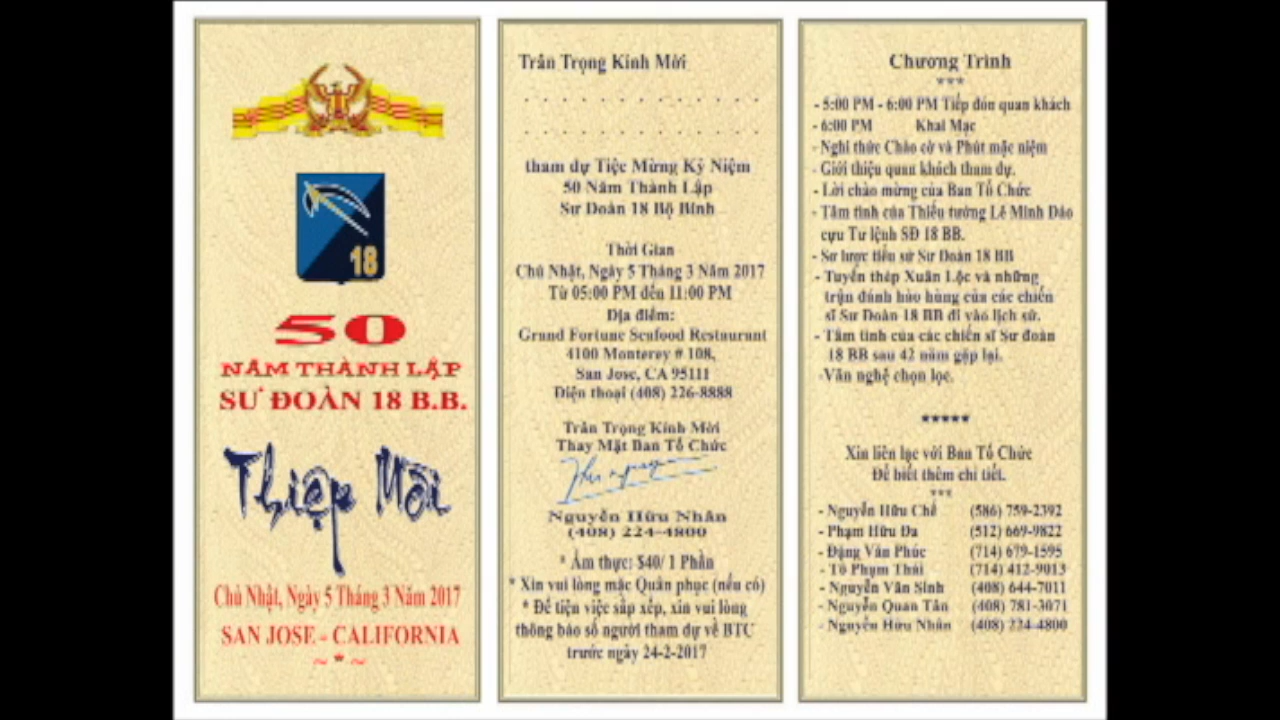 18
50
NĂM THÀNH LẬP
SƯ ĐOÀN 18 B.B.
Thiệp Mời
Chủ Nhật, Ngày 5 Tháng 3 Năm 2017
SAN JOSE - CALIFORNIA
~ * ~
Trân Trọng Kính Mời
. . . . . . . . . . . . .
. . . . . . . . . . . . .
tham dự Tiệc Mừng Kỷ Niệm
50 Năm Thành Lập
Sư Đoàn 18 Bộ Binh
Thời Gian
Chủ Nhật, Ngày 5 Tháng 3 Năm 2017
Từ 05:00 PM đến 11:00 PM
Địa điểm:
Grand Fortune Seafood Restaurant
4100 Monterey # 108,
San Jose, CA 95111
Điện thoại (408) 226-8888
Trân Trọng Kính Mời
Thay Mặt Ban Tổ Chức
Nguyễn Hữu Nhân
(408) 224-4800
* Ẩm thực: $40/ 1 Phần
* Xin vui lòng mặc Quân phục (nếu có)
* Để tiện việc sắp xếp, xin vui lòng
thông báo số người tham dự về BTC
trước ngày 24-2-2017
Chương Trình
***
- 5:00 PM - 6:00 PM Tiếp đón quan khách
- 6:00 PM Khai Mạc
- Nghi thức Chào cờ và Phút mặc niệm
- Giới thiệu quan khách tham dự.
- Lời chào mừng của Ban Tổ Chức
- Tâm tình của Thiếu tướng Lê Minh Đảo
cựu Tư lệnh SĐ 18 BB.
- Sơ lược tiểu sử Sư Đoàn 18 BB
- Tuyến thép Xuân Lộc và những
trận đánh hào hùng của các chiến
sĩ Sư Đoàn 18 BB đi vào lịch sử.
- Tâm tình của các chiến sĩ Sư đoàn
18 BB sau 42 năm gặp lại.
-Văn nghệ chọn lọc.
*****
Xin liên lạc với Ban Tổ Chức
Để biết thêm chi tiết.
***
- Nguyễn Hữu Chế (586) 759-2392
- Phạm Hữu Đa (512) 669-9822
- Đặng Văn Phúc (714) 679-1595
- Tô Phạm Thái (714) 412-9013
- Nguyễn Văn Sinh (408) 644-7011
- Nguyễn Quan Tân (408) 781-3071
- Nguyễn Hữu Nhân (408) 224-4800